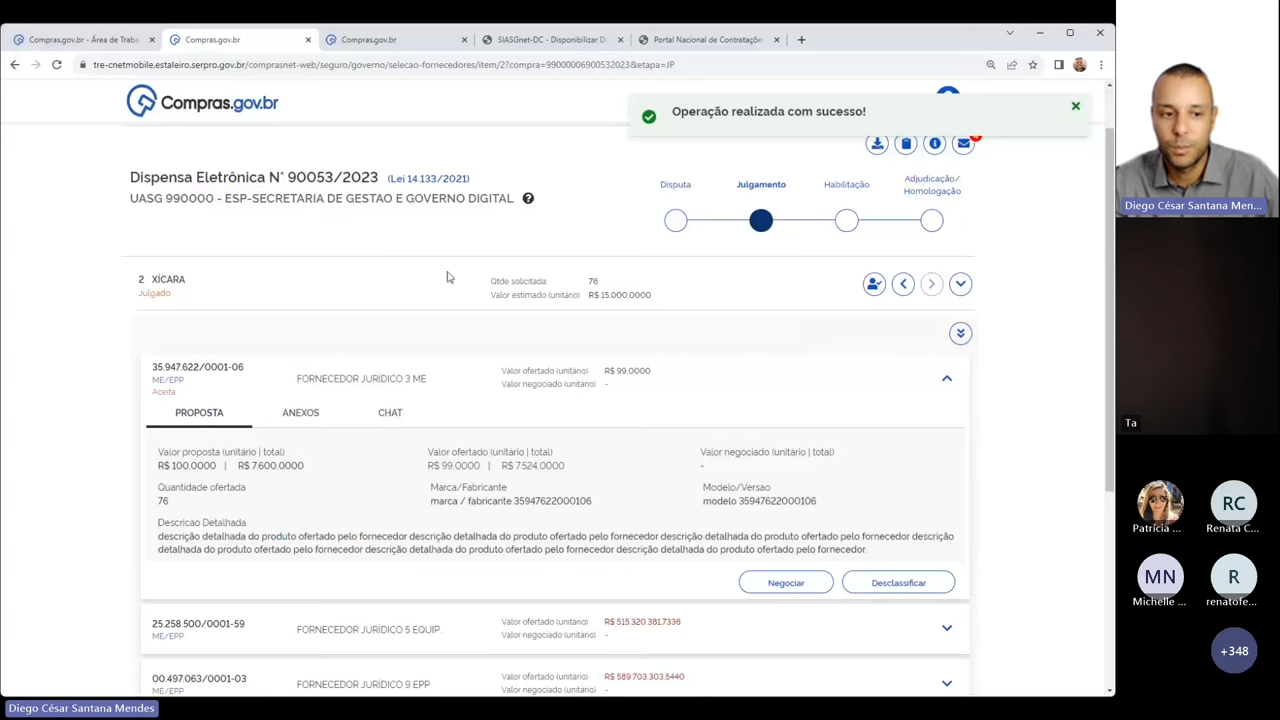 Compras.gov.br - Área de Traba
Compras.gov.br
Compras.gov.br
SIASGnet-DC - Disponibilizar D
Portal Nacional de Contrataçõe
tre-cnetmobile.estaleiro.serpro.gov.br/comprasnet-web/seguro/governo/selecao-fornecedores/item/2?compra=99000006900532023&etapa=JP
Compras.gov.br
Operação realizada com sucesso!
Dispensa Eletrônica N° 90053/2023 (Lei 14.133/2021)
UASG 990000 - ESP-SECRETARIA DE GESTAO E GOVERNO DIGITAL
Disputa
Julgamento
Habilitação
Adjudicação/
Homologação
2 XÍCARA
Julgado
Qtde solicitada: 76
Valor estimado (unitário) R$ 15.000,0000
35.947.622/0001-06
ME/EPP
Aceita
FORNECEDOR JURÍDICO 3 ME
Valor ofertado (unitário) R$ 99,0000
Valor negociado (unitário) -
PROPOSTA
ANEXOS
CHAT
Valor proposta (unitário | total)
R$ 100,0000 | R$ 7.600,0000
Valor ofertado (unitário | total)
R$ 99,0000 | R$ 7.524,0000
Valor negociado (unitário | total)
-
Quantidade ofertada
76
Marca/Fabricante
marca / fabricante 35947622000106
Modelo/Versao
modelo 35947622000106
Descricao Detalhada
descrição detalhada do produto ofertado pelo fornecedor descrição detalhada do produto ofertado pelo fornecedor descrição detalhada do produto ofertado pelo fornecedor descrição
detalhada do produto ofertado pelo fornecedor descrição detalhada do produto ofertado pelo fornecedor descrição detalhada do produto ofertado pelo fornecedor.
Negociar
Desclassificar
25.258.500/0001-59
ME/EPP
FORNECEDOR JURÍDICO 5 EQUIP...
Valor ofertado (unitário) R$ 515.320.381,7336
Valor negociado (unitário) -
00.497.063/0001-03
ME/EPP
FORNECEDOR JURÍDICO 9 EPP
Valor ofertado (unitário) R$ 589.703.303,5440
Valor negociado (unitário) -
Diego César Santana Mendes
Diego César Santana Men...
Ta
Patrícia ...
RC
Renata C...
MN
Michelle ...
R
renatofe...
+348